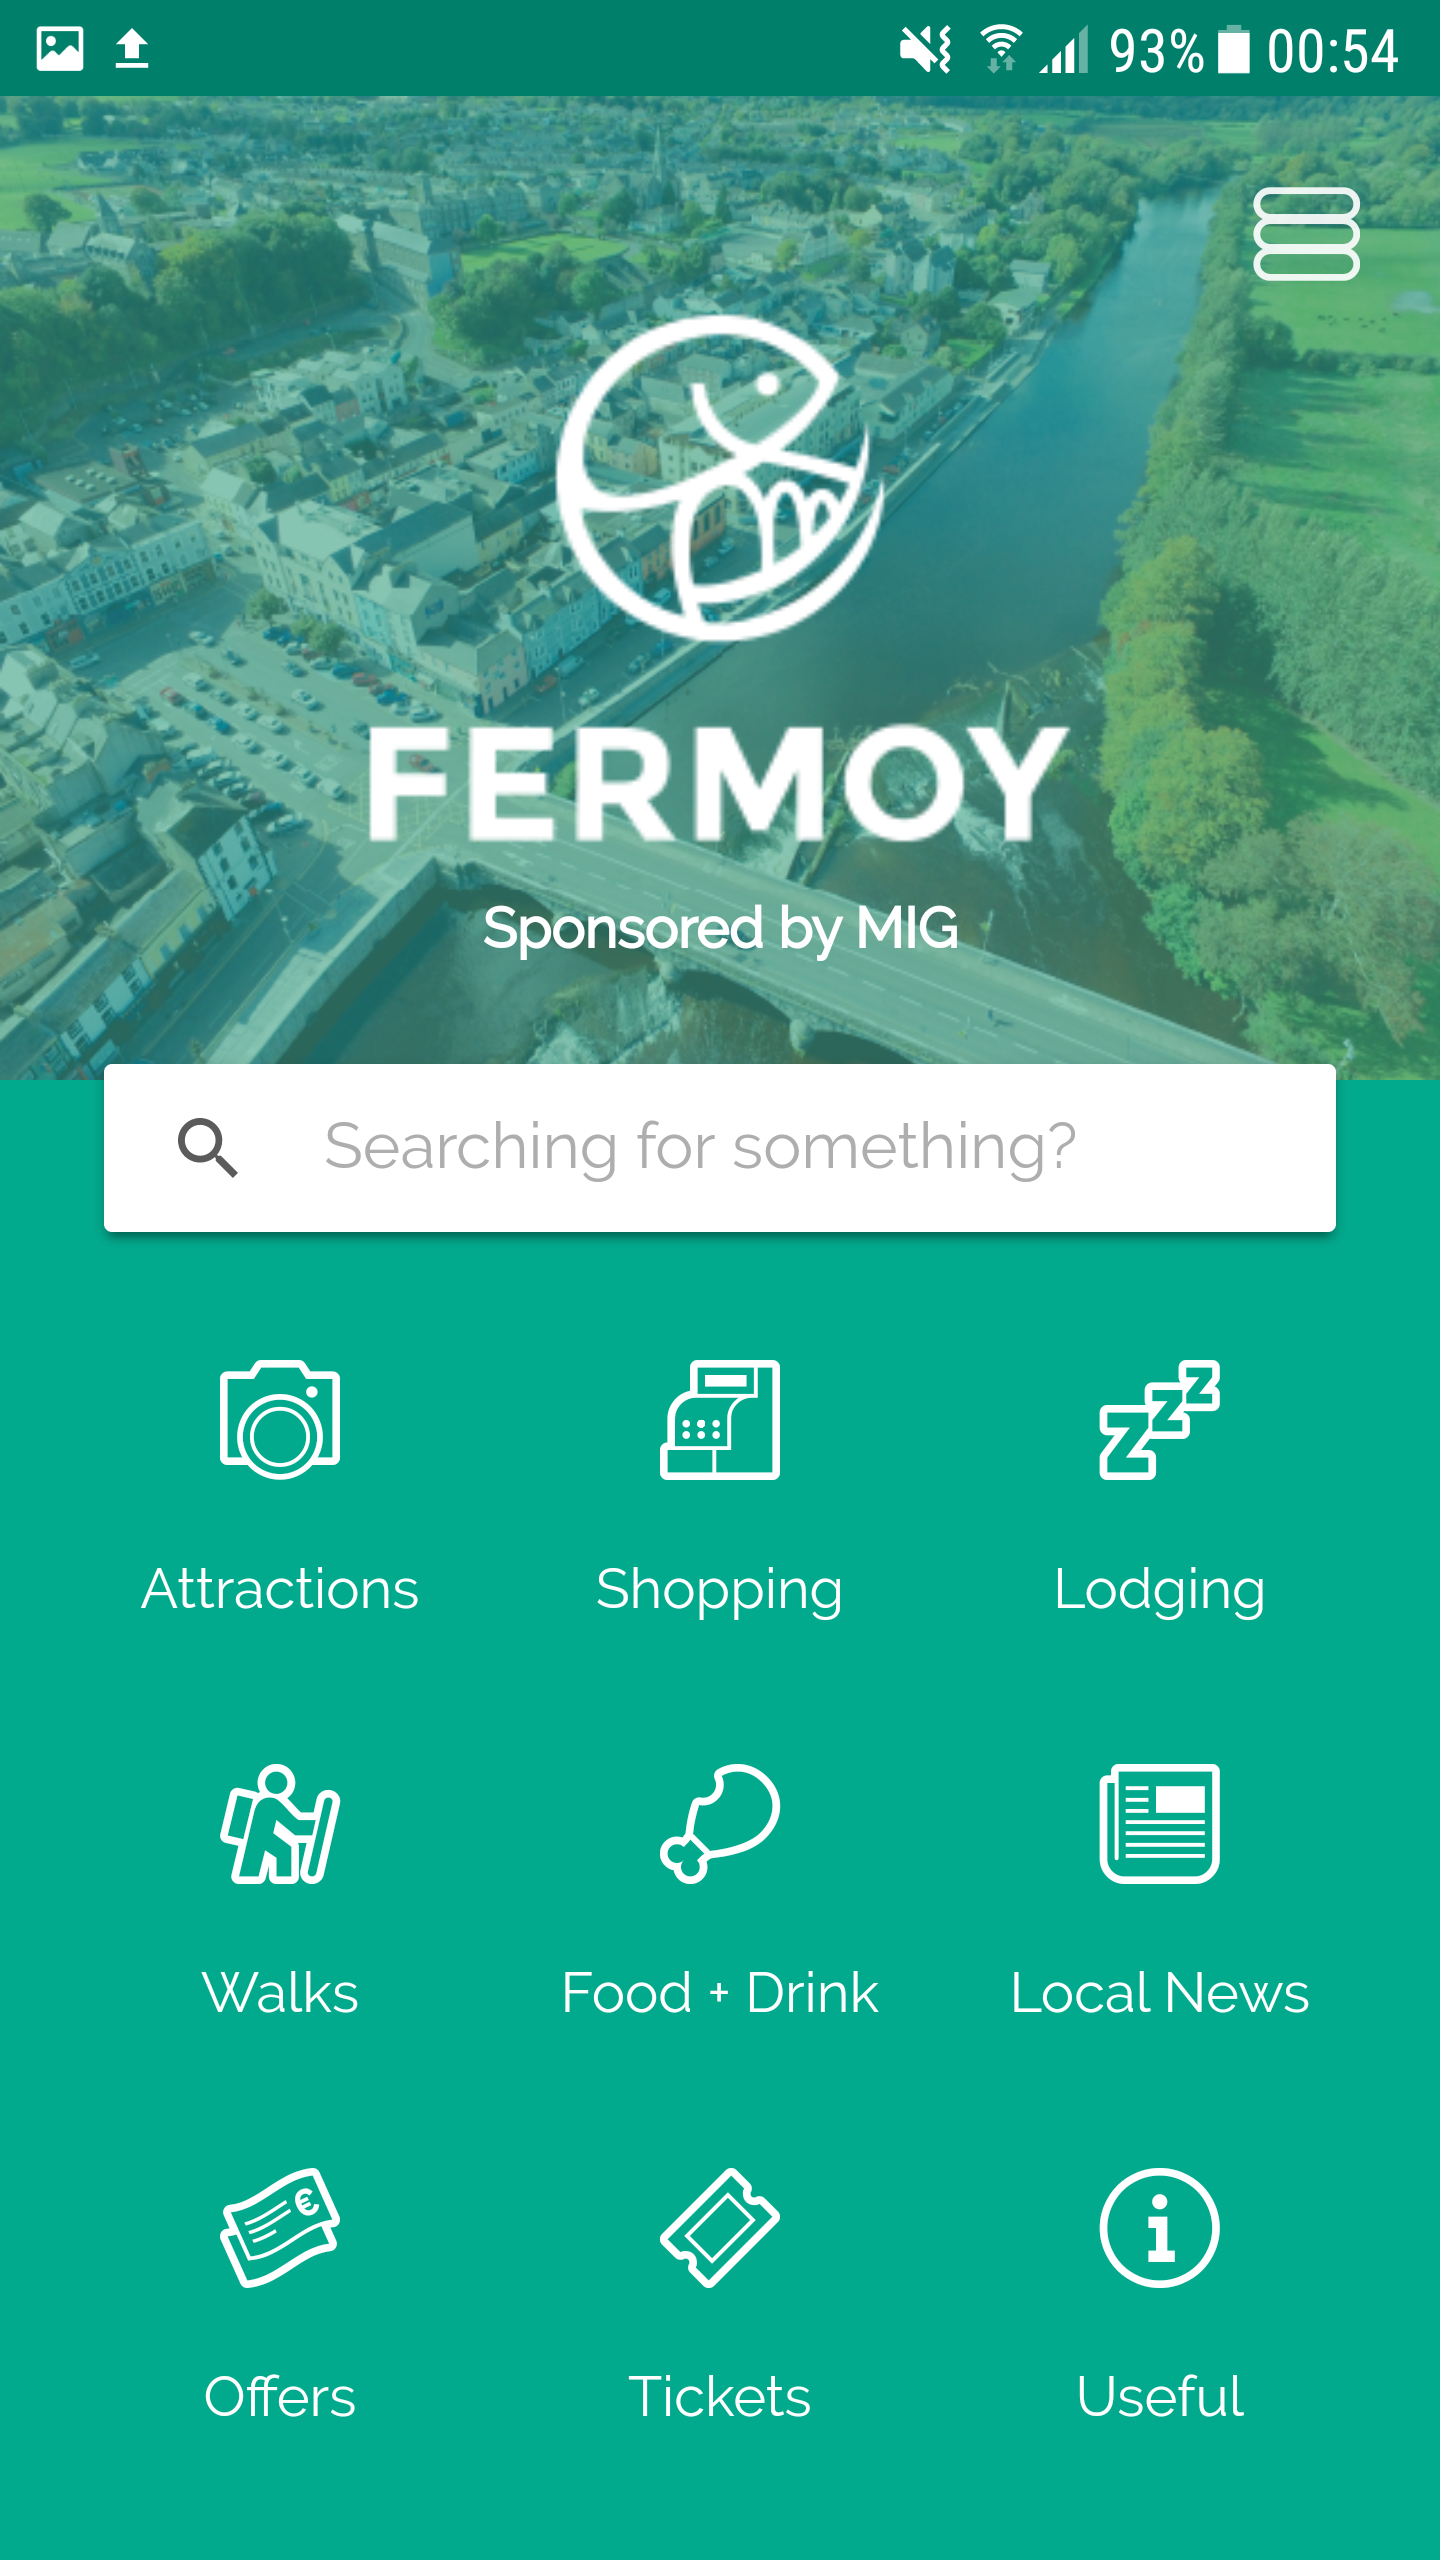 93% 00:54
FERMOY
Sponsored by MIG
Searching for something?
Attractions Shopping Lodging
Walks Food + Drink Local News
Offers Tickets Useful